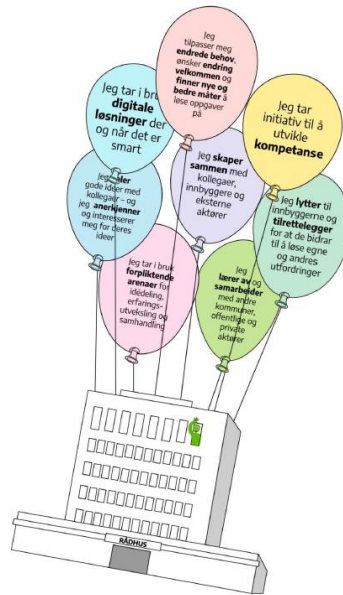 Jeg
tilpasser meg
endrede behov,
ønsker endring
velkommen og
finner nye og
bedre måter å
løse oppgaver
på
Jeg tar i bruk
digitale
løsninger der
og når det er
smart
Jeg tar
initiativ til å
utvikle
kompetanse
Jeg skaper
sammen med
kollegaer,
innbyggere og
eksterne
aktører
Jeg deler
gode ideer med
kollegaer – og
jeg anerkjenner
og interesserer
meg for deres
ideer
Jeg lytter til
innbyggerne og
tilrettelegger
for at de bidrar
til å løse egne
og andres
utfordringer
Jeg tar i bruk
forpliktende
arenaer for
idédeling,
erfarings-
utveksling og
samhandling
Jeg
lærer av og
samarbeider
med andre
kommuner,
offentlige og
private
aktører
RÅDHUS